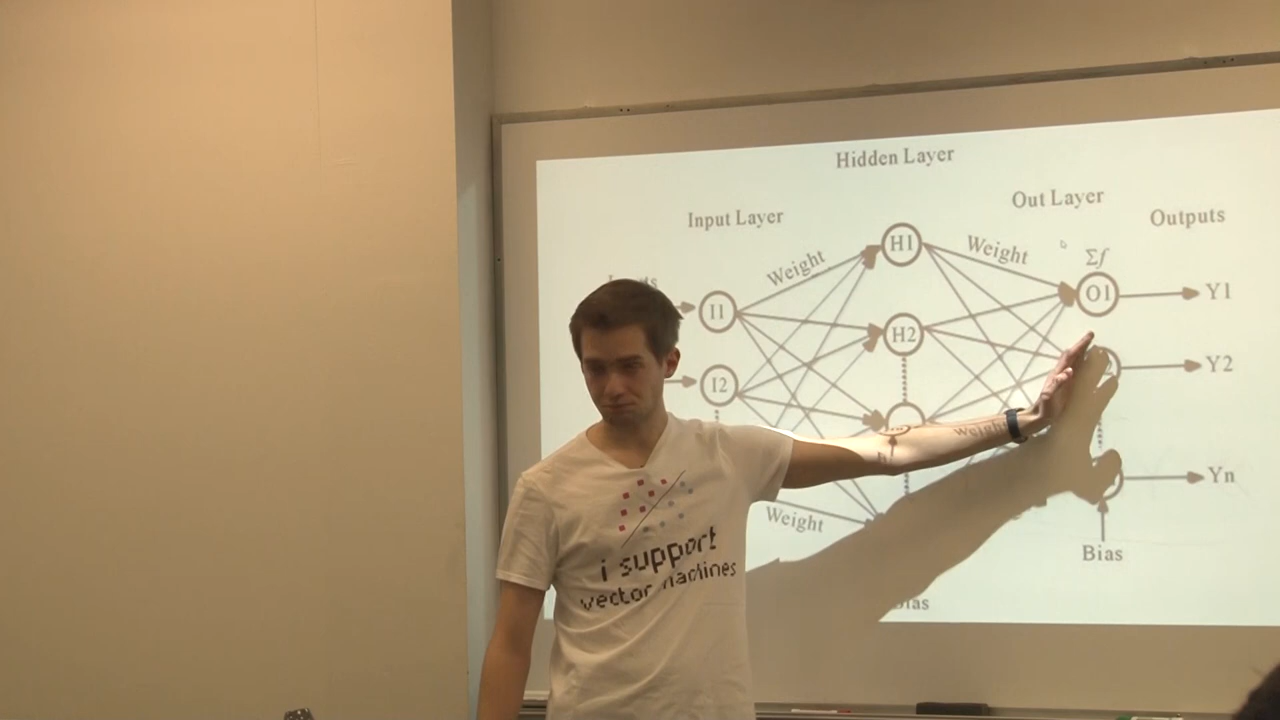 Hidden Layer
Out Layer
Input Layer
Outputs
H1
Weight
Weight
Σf
I1
O1
Y1
H2
I2
Y2
Weight
Yn
Weight
Bias
i support
vector machines